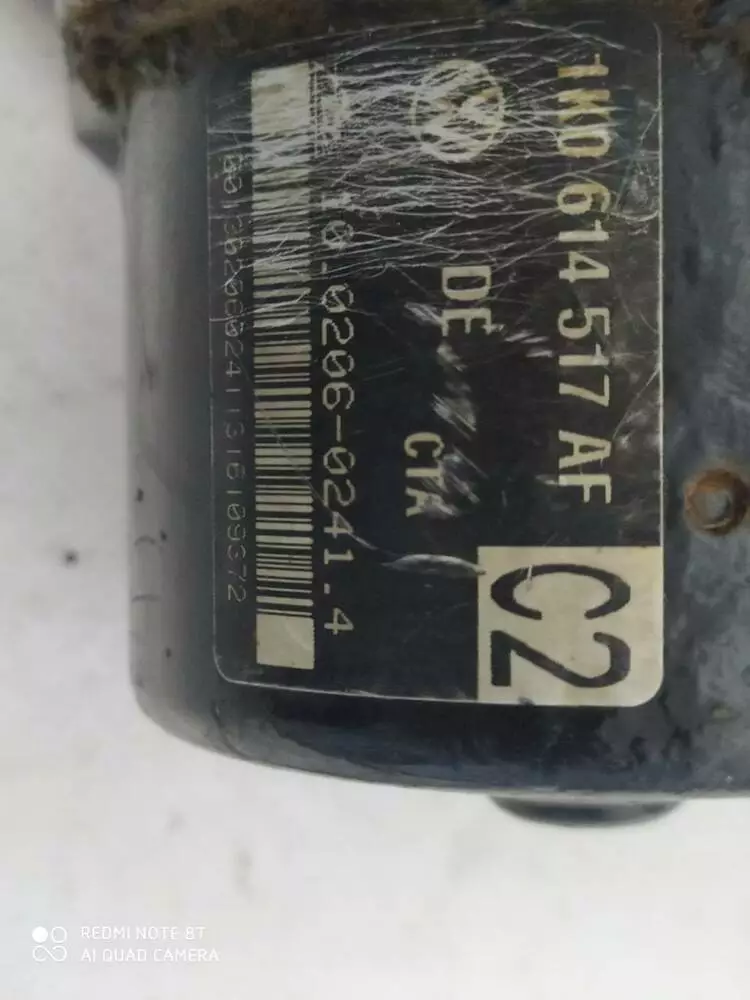 1K0 614 517 AF
C2
DE
CTA
10.0206-0241.4
REDMI NOTE 8T
AI QUAD CAMERA